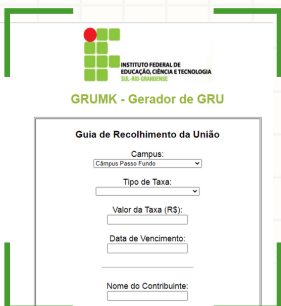 INSTITUTO FEDERAL DE
EDUCAÇÃO, CIÊNCIA E TECNOLOGIA
SUL-RIO-GRANDENSE
GRUMK - Gerador de GRU
Guia de Recolhimento da União
Campus:
Câmpus Passo Fundo
Tipo de Taxa:
Valor da Taxa (R$):
Data de Vencimento:
Nome do Contribuinte: